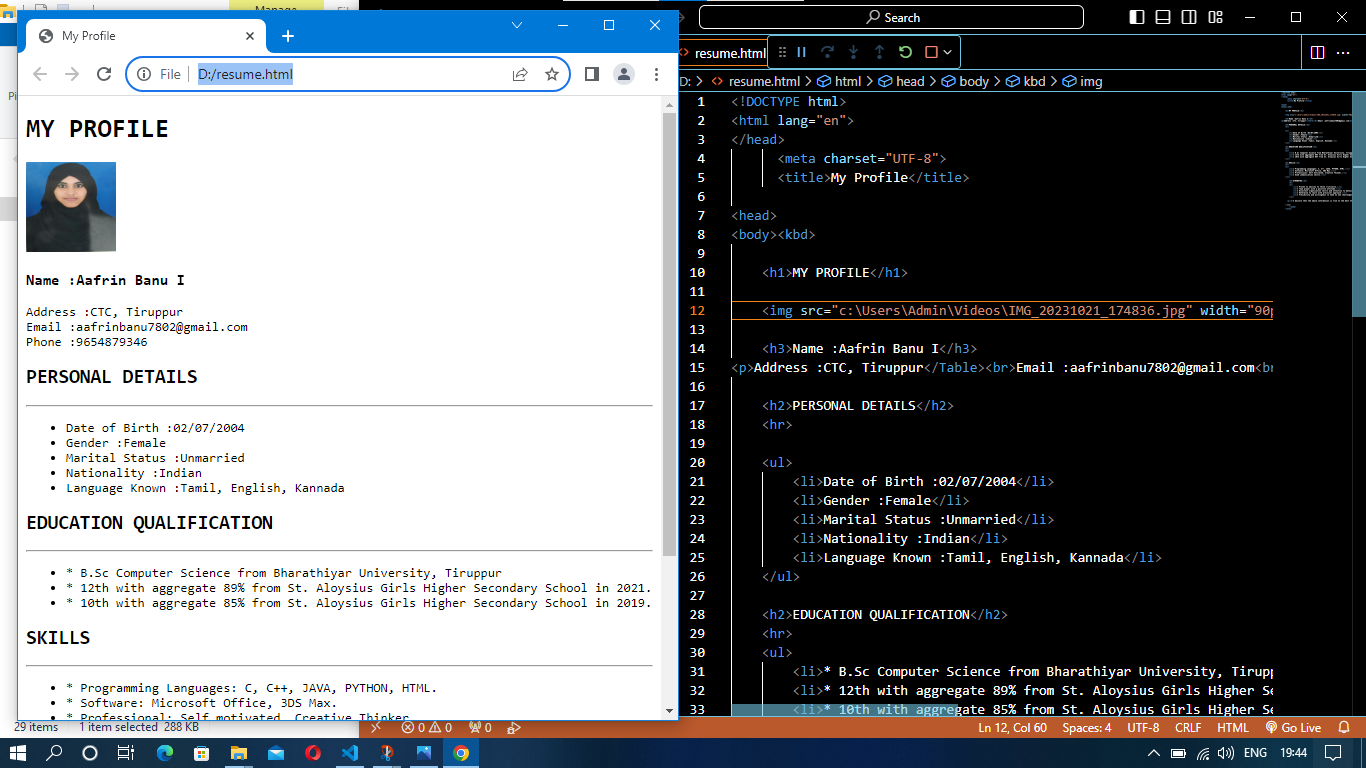 Manage
My Profile
File D:/resume.html
MY PROFILE
Name :Aafrin Banu I
Address :CTC, Tiruppur
Email :aafrinbanu7802@gmail.com
Phone :9654879346
PERSONAL DETAILS
Date of Birth :02/07/2004
Gender :Female
Marital Status :Unmarried
Nationality :Indian
Language Known :Tamil, English, Kannada
EDUCATION QUALIFICATION
* B.Sc Computer Science from Bharathiyar University, Tiruppur
* 12th with aggregate 89% from St. Aloysius Girls Higher Secondary School in 2021.
* 10th with aggregate 85% from St. Aloysius Girls Higher Secondary School in 2019.
SKILLS
* Programming Languages: C, C++, JAVA, PYTHON, HTML.
* Software: Microsoft Office, 3DS Max.
* Professional: Self motivated, Creative Thinker
29 items 1 item selected 288 KB
Search
resume.html
D: > resume.html > html > head > body > kbd > img
1 <!DOCTYPE html>
2 <html lang="en">
3 </head>
4 <meta charset="UTF-8">
5 <title>My Profile</title>
6
7 <head>
8 <body><kbd>
9
10 <h1>MY PROFILE</h1>
11
12 <img src="c:\Users\Admin\Videos\IMG_20231021_174836.jpg" width="90p
13
14 <h3>Name :Aafrin Banu I</h3>
15 <p>Address :CTC, Tiruppur</Table><br>Email :aafrinbanu7802@gmail.com<br
16
17 <h2>PERSONAL DETAILS</h2>
18 <hr>
19
20 <ul>
21 <li>Date of Birth :02/07/2004</li>
22 <li>Gender :Female</li>
23 <li>Marital Status :Unmarried</li>
24 <li>Nationality :Indian</li>
25 <li>Language Known :Tamil, English, Kannada</li>
26 </ul>
27
28 <h2>EDUCATION QUALIFICATION</h2>
29 <hr>
30 <ul>
31 <li>* B.Sc Computer Science from Bharathiyar University, Tirupp
32 <li>* 12th with aggregate 89% from St. Aloysius Girls Higher Se
33 <li>* 10th with aggregate 85% from St. Aloysius Girls Higher Se
0 0 0 Ln 12, Col 60 Spaces: 4 UTF-8 CRLF HTML Go Live
ENG 19:44